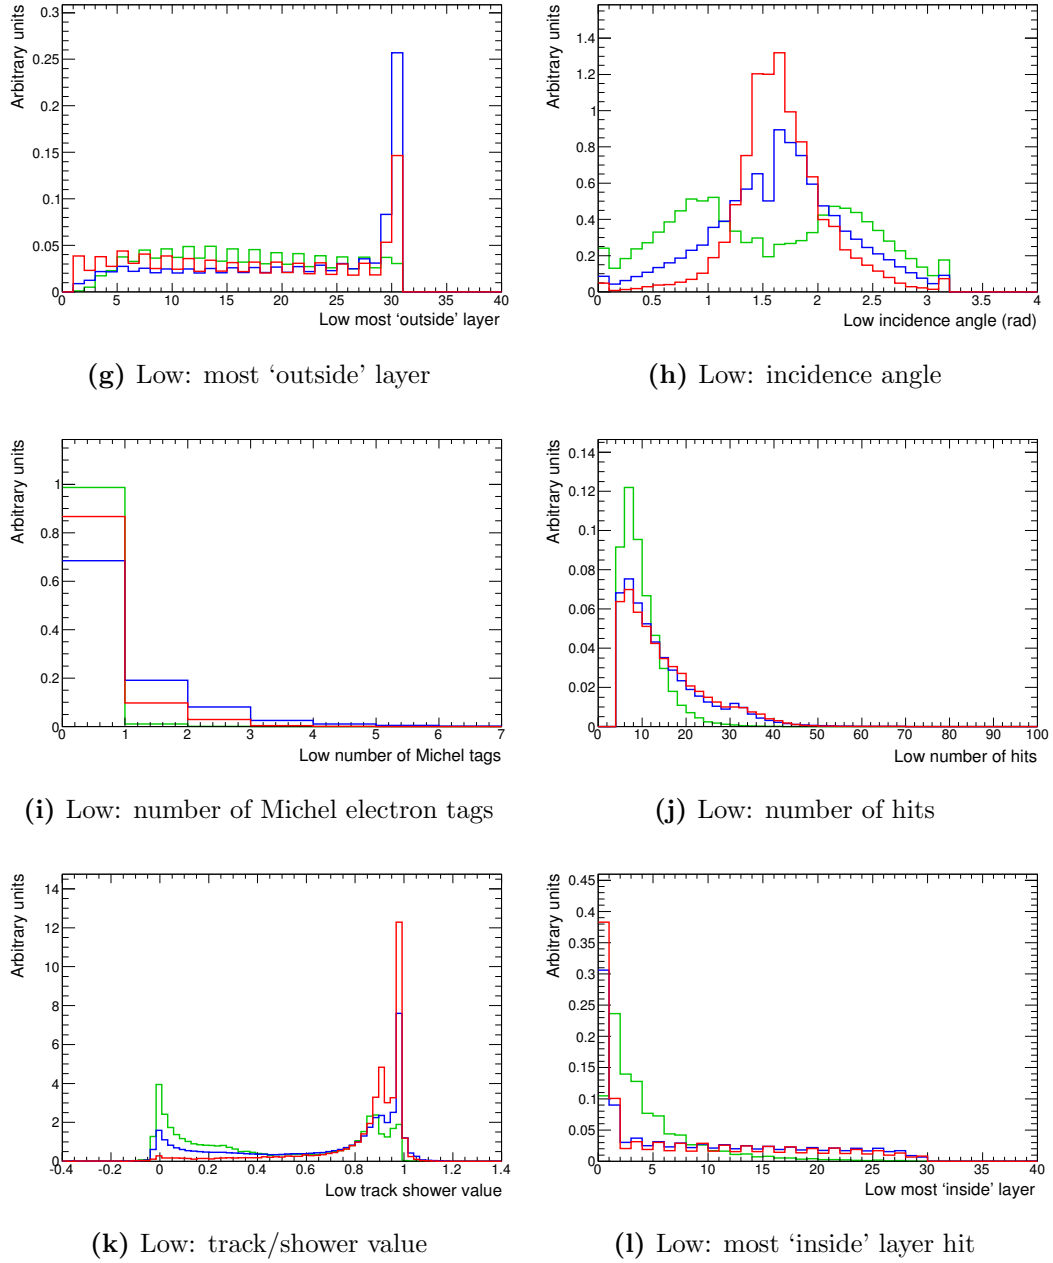 Arbitrary units
0.3
0.25
0.2
0.15
0.1
0.05
0
0 5 10 15 20 25 30 35 40
Low most ‘outside’ layer
(g) Low: most ‘outside’ layer
Arbitrary units
1.4
1.2
1
0.8
0.6
0.4
0.2
0
0 0.5 1 1.5 2 2.5 3 3.5 4
Low incidence angle (rad)
(h) Low: incidence angle
Arbitrary units
1
0.8
0.6
0.4
0.2
0
0 1 2 3 4 5 6 7
Low number of Michel tags
(i) Low: number of Michel electron tags
Arbitrary units
0.14
0.12
0.1
0.08
0.06
0.04
0.02
0
0 10 20 30 40 50 60 70 80 90 100
Low number of hits
(j) Low: number of hits
Arbitrary units
14
12
10
8
6
4
2
0
-0.4 -0.2 0 0.2 0.4 0.6 0.8 1 1.2 1.4
Low track shower value
(k) Low: track/shower value
Arbitrary units
0.45
0.4
0.35
0.3
0.25
0.2
0.15
0.1
0.05
0
0 5 10 15 20 25 30 35 40
Low most ‘inside’ layer
(l) Low: most ‘inside’ layer hit